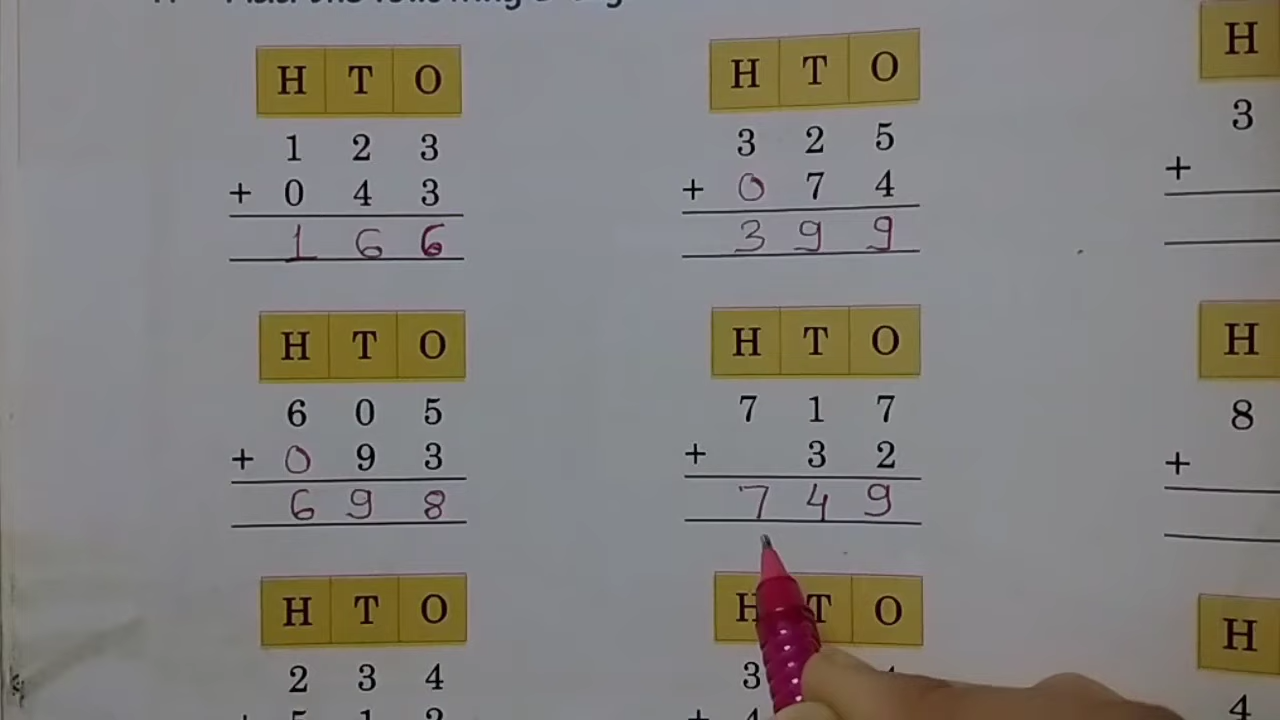 H T O
1 2 3
+ 0 4 3
1 6 6
H T O
3 2 5
+ 0 7 4
3 9 9
H
3
+
H T O
6 0 5
+ 0 9 3
6 9 8
H T O
7 1 7
+ 3 2
7 4 9
H
8
+
H T O
2 3 4
H T O
3
H
4